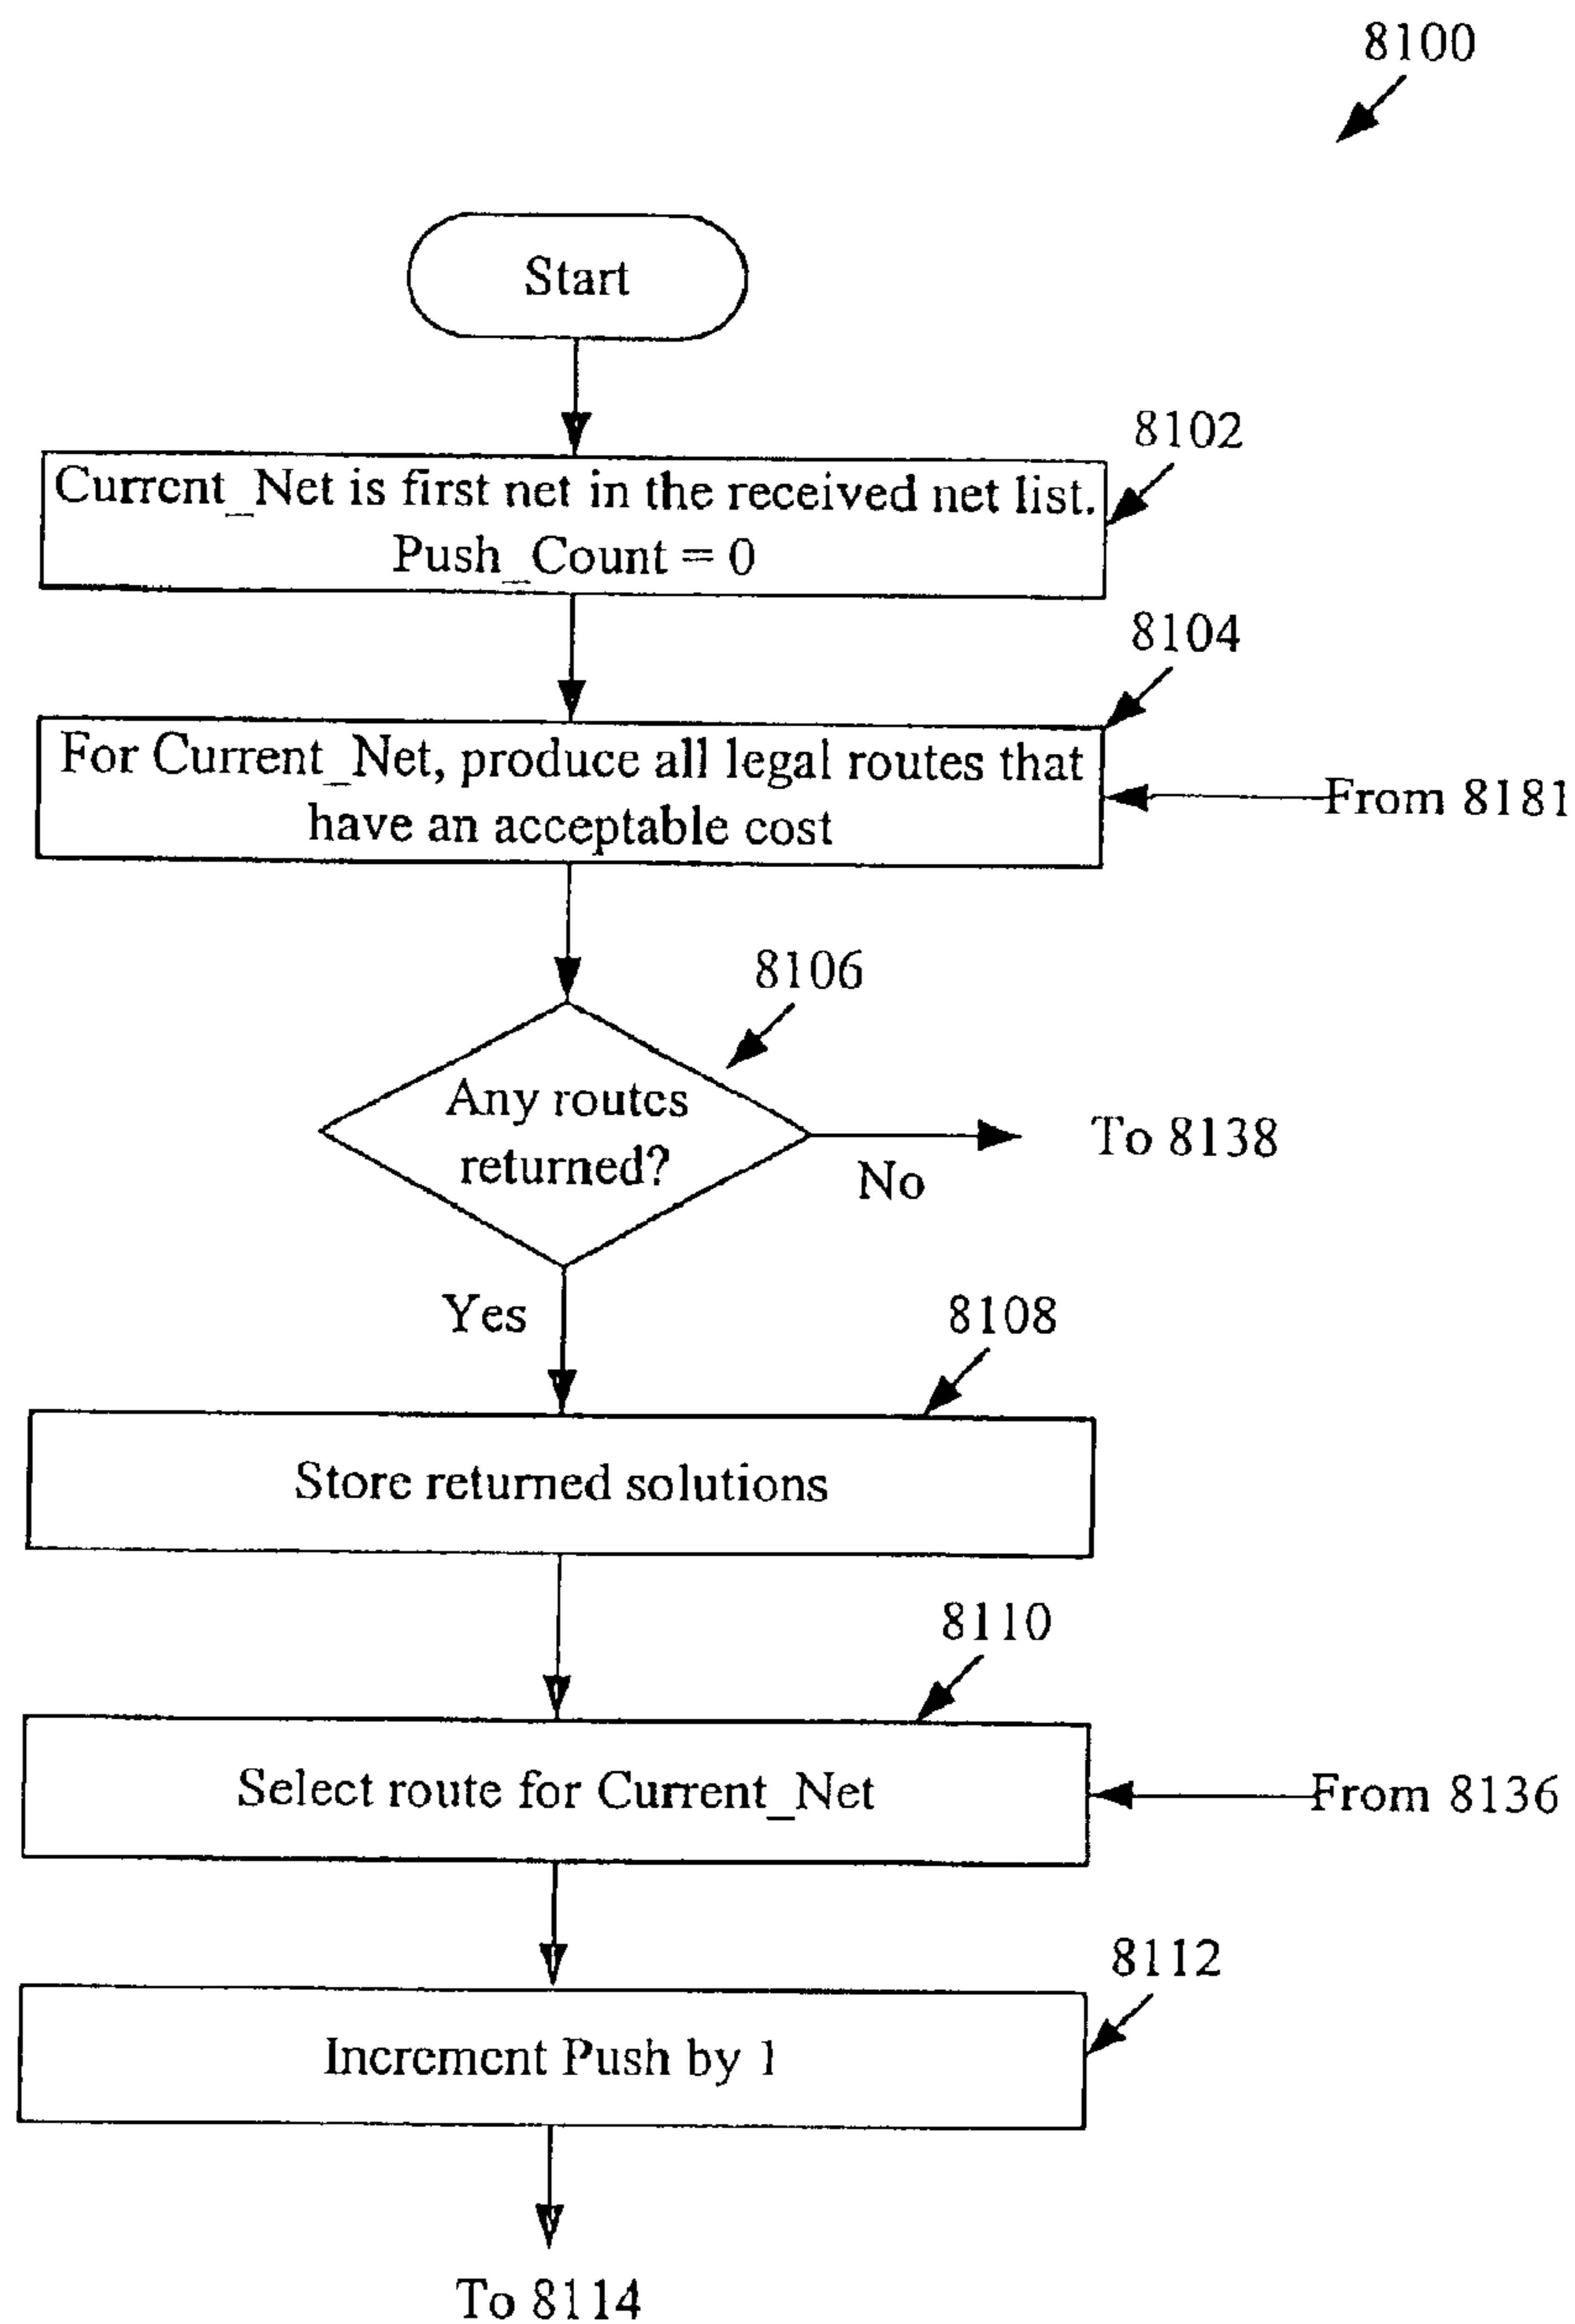 8100
Start
8102
Current_Net is first net in the received net list.
Push_Count = 0
8104
For Current_Net, produce all legal routes that
have an acceptable cost
From 8181
8106
Any routes
returned?
To 8138
No
Yes
8108
Store returned solutions
8110
Select route for Current_Net
From 8136
8112
Increment Push by 1
To 8114